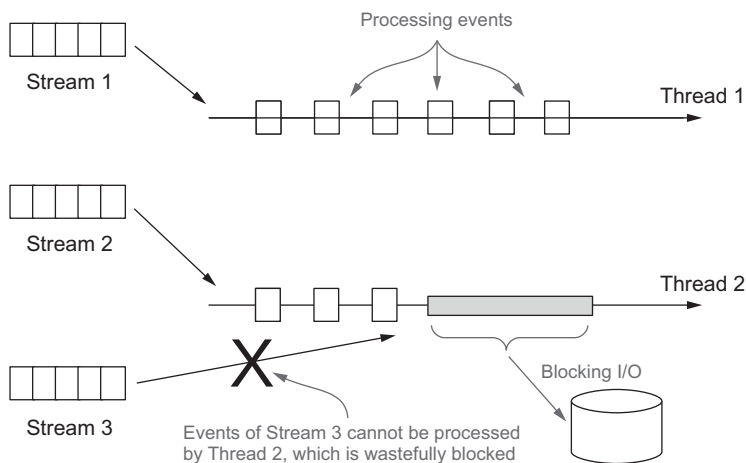 Processing events
Stream 1
Thread 1
Stream 2
Thread 2
Blocking I/O
Stream 3
Events of Stream 3 cannot be processed
by Thread 2, which is wastefully blocked